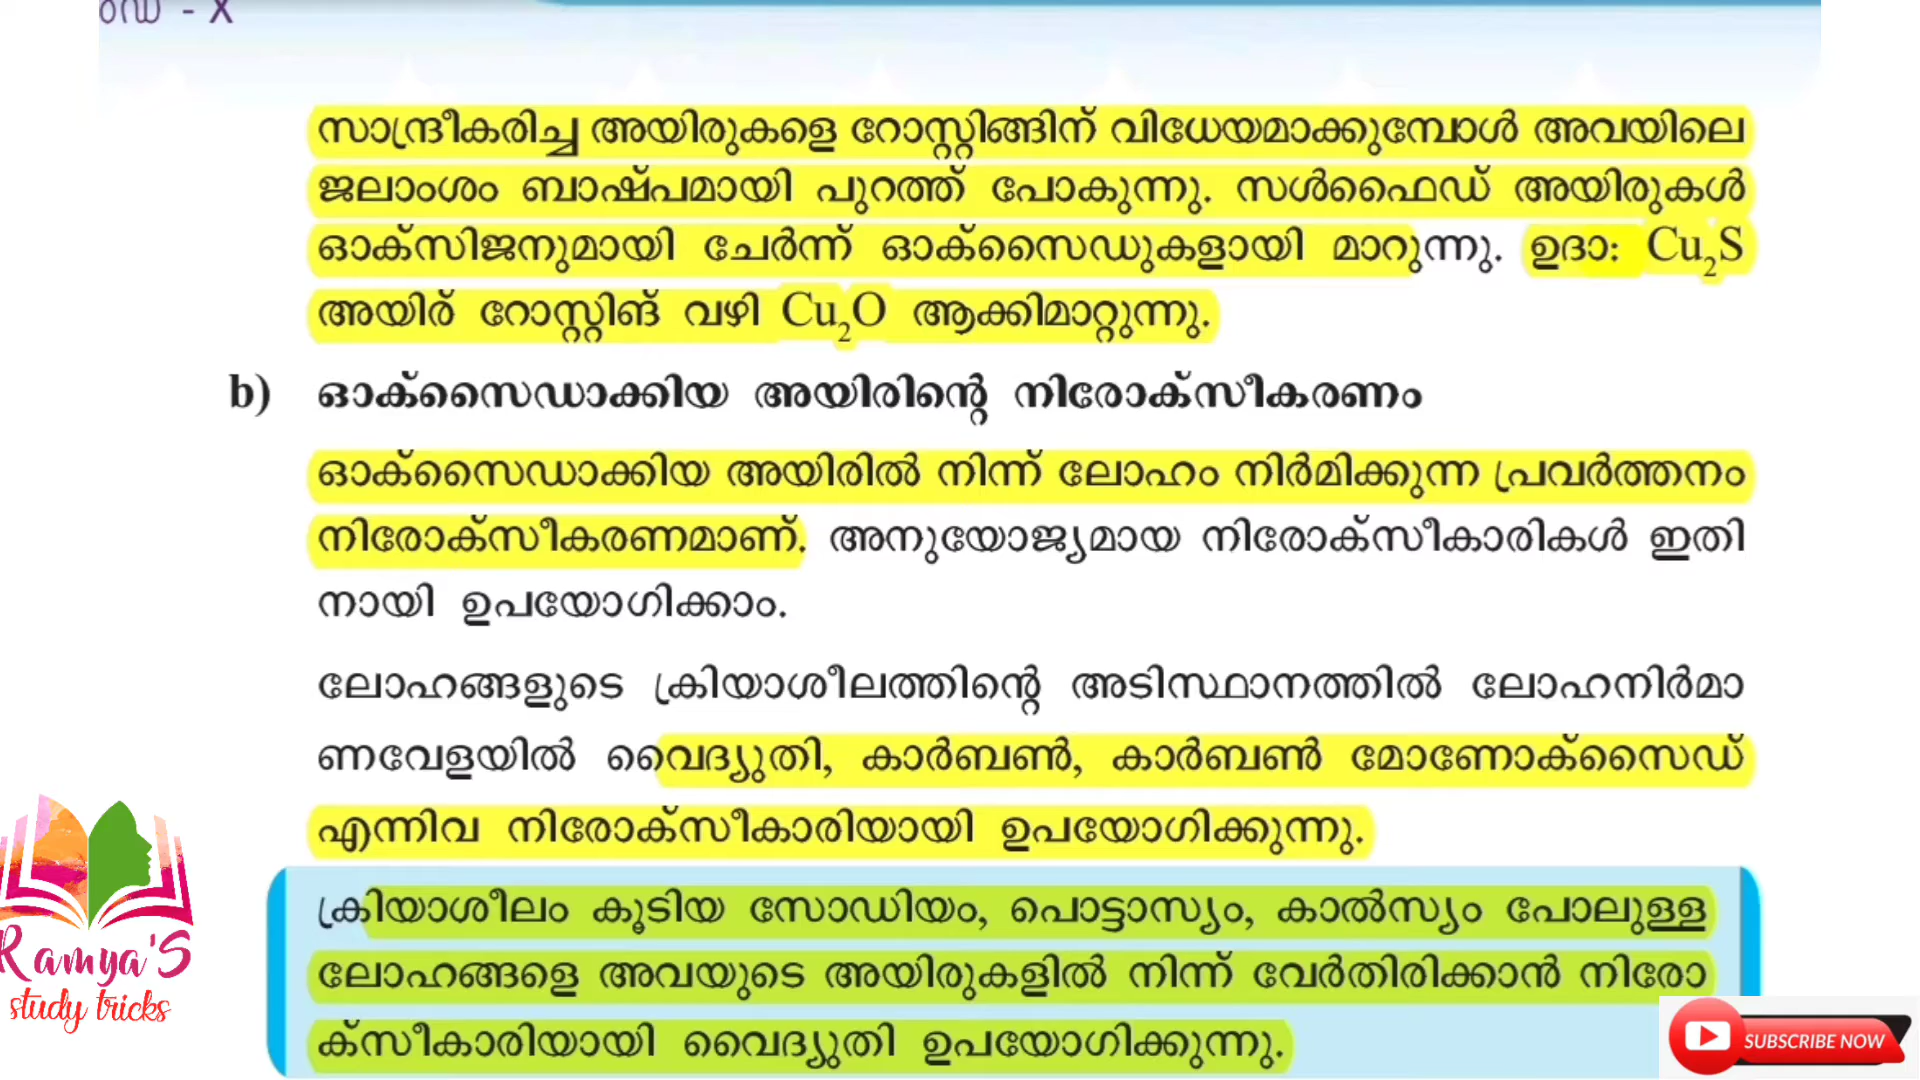 ർഡ് - X
സാന്ദ്രീകരിച്ച അയിരുകളെ റോസ്റ്റിങ്ങിന് വിധേയമാക്കുമ്പോൾ അവയിലെ
ജലാംശം ബാഷ്പമായി പുറത്ത് പോകുന്നു. സൾഫൈഡ് അയിരുകൾ
ഓക്സിജനുമായി ചേർന്ന് ഓക്സൈഡുകളായി മാറുന്നു. ഉദാ: Cu₂S
അയിര് റോസ്റ്റിങ് വഴി Cu₂O ആക്കിമാറ്റുന്നു.
b) ഓക്സൈഡാക്കിയ അയിരിന്റെ നിരോക്സീകരണം
ഓക്സൈഡാക്കിയ അയിരിൽ നിന്ന് ലോഹം നിർമിക്കുന്ന പ്രവർത്തനം
നിരോക്സീകരണമാണ്. അനുയോജ്യമായ നിരോക്സീകാരികൾ ഇതി
നായി ഉപയോഗിക്കാം.
ലോഹങ്ങളുടെ ക്രിയാശീലത്തിന്റെ അടിസ്ഥാനത്തിൽ ലോഹനിർമാ
ണവേളയിൽ വൈദ്യുതി, കാർബൺ, കാർബൺ മോണോക്സൈഡ്
എന്നിവ നിരോക്സീകാരിയായി ഉപയോഗിക്കുന്നു.
ക്രിയാശീലം കൂടിയ സോഡിയം, പൊട്ടാസ്യം, കാൽസ്യം പോലുള്ള
ലോഹങ്ങളെ അവയുടെ അയിരുകളിൽ നിന്ന് വേർതിരിക്കാൻ നിരോ
ക്സീകാരിയായി വൈദ്യുതി ഉപയോഗിക്കുന്നു.
Ramya'S
study tricks
SUBSCRIBE NOW